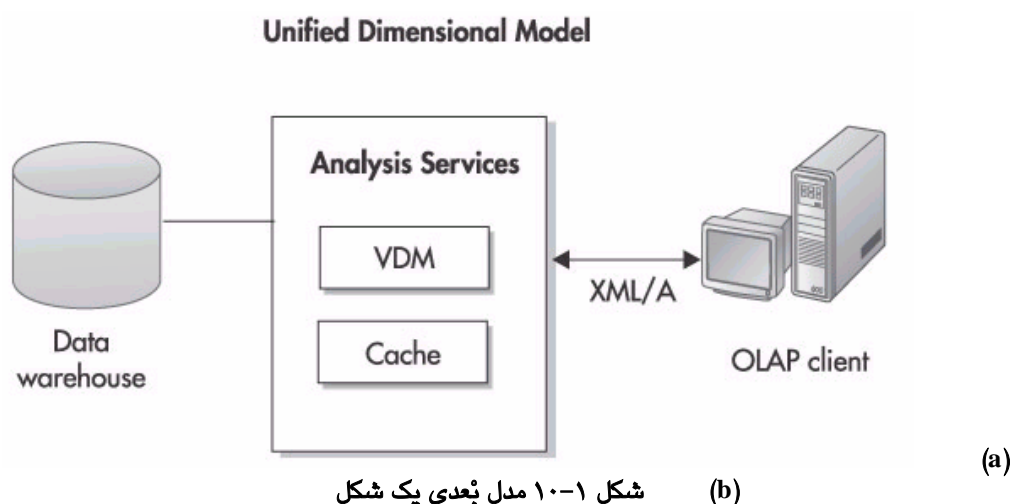 Unified Dimensional Model
Analysis Services
VDM
Cache
Data
warehouse
XML/A
OLAP client
(a)
شکل ۱-۱۰ مدل بُعدی یک شکل (b)